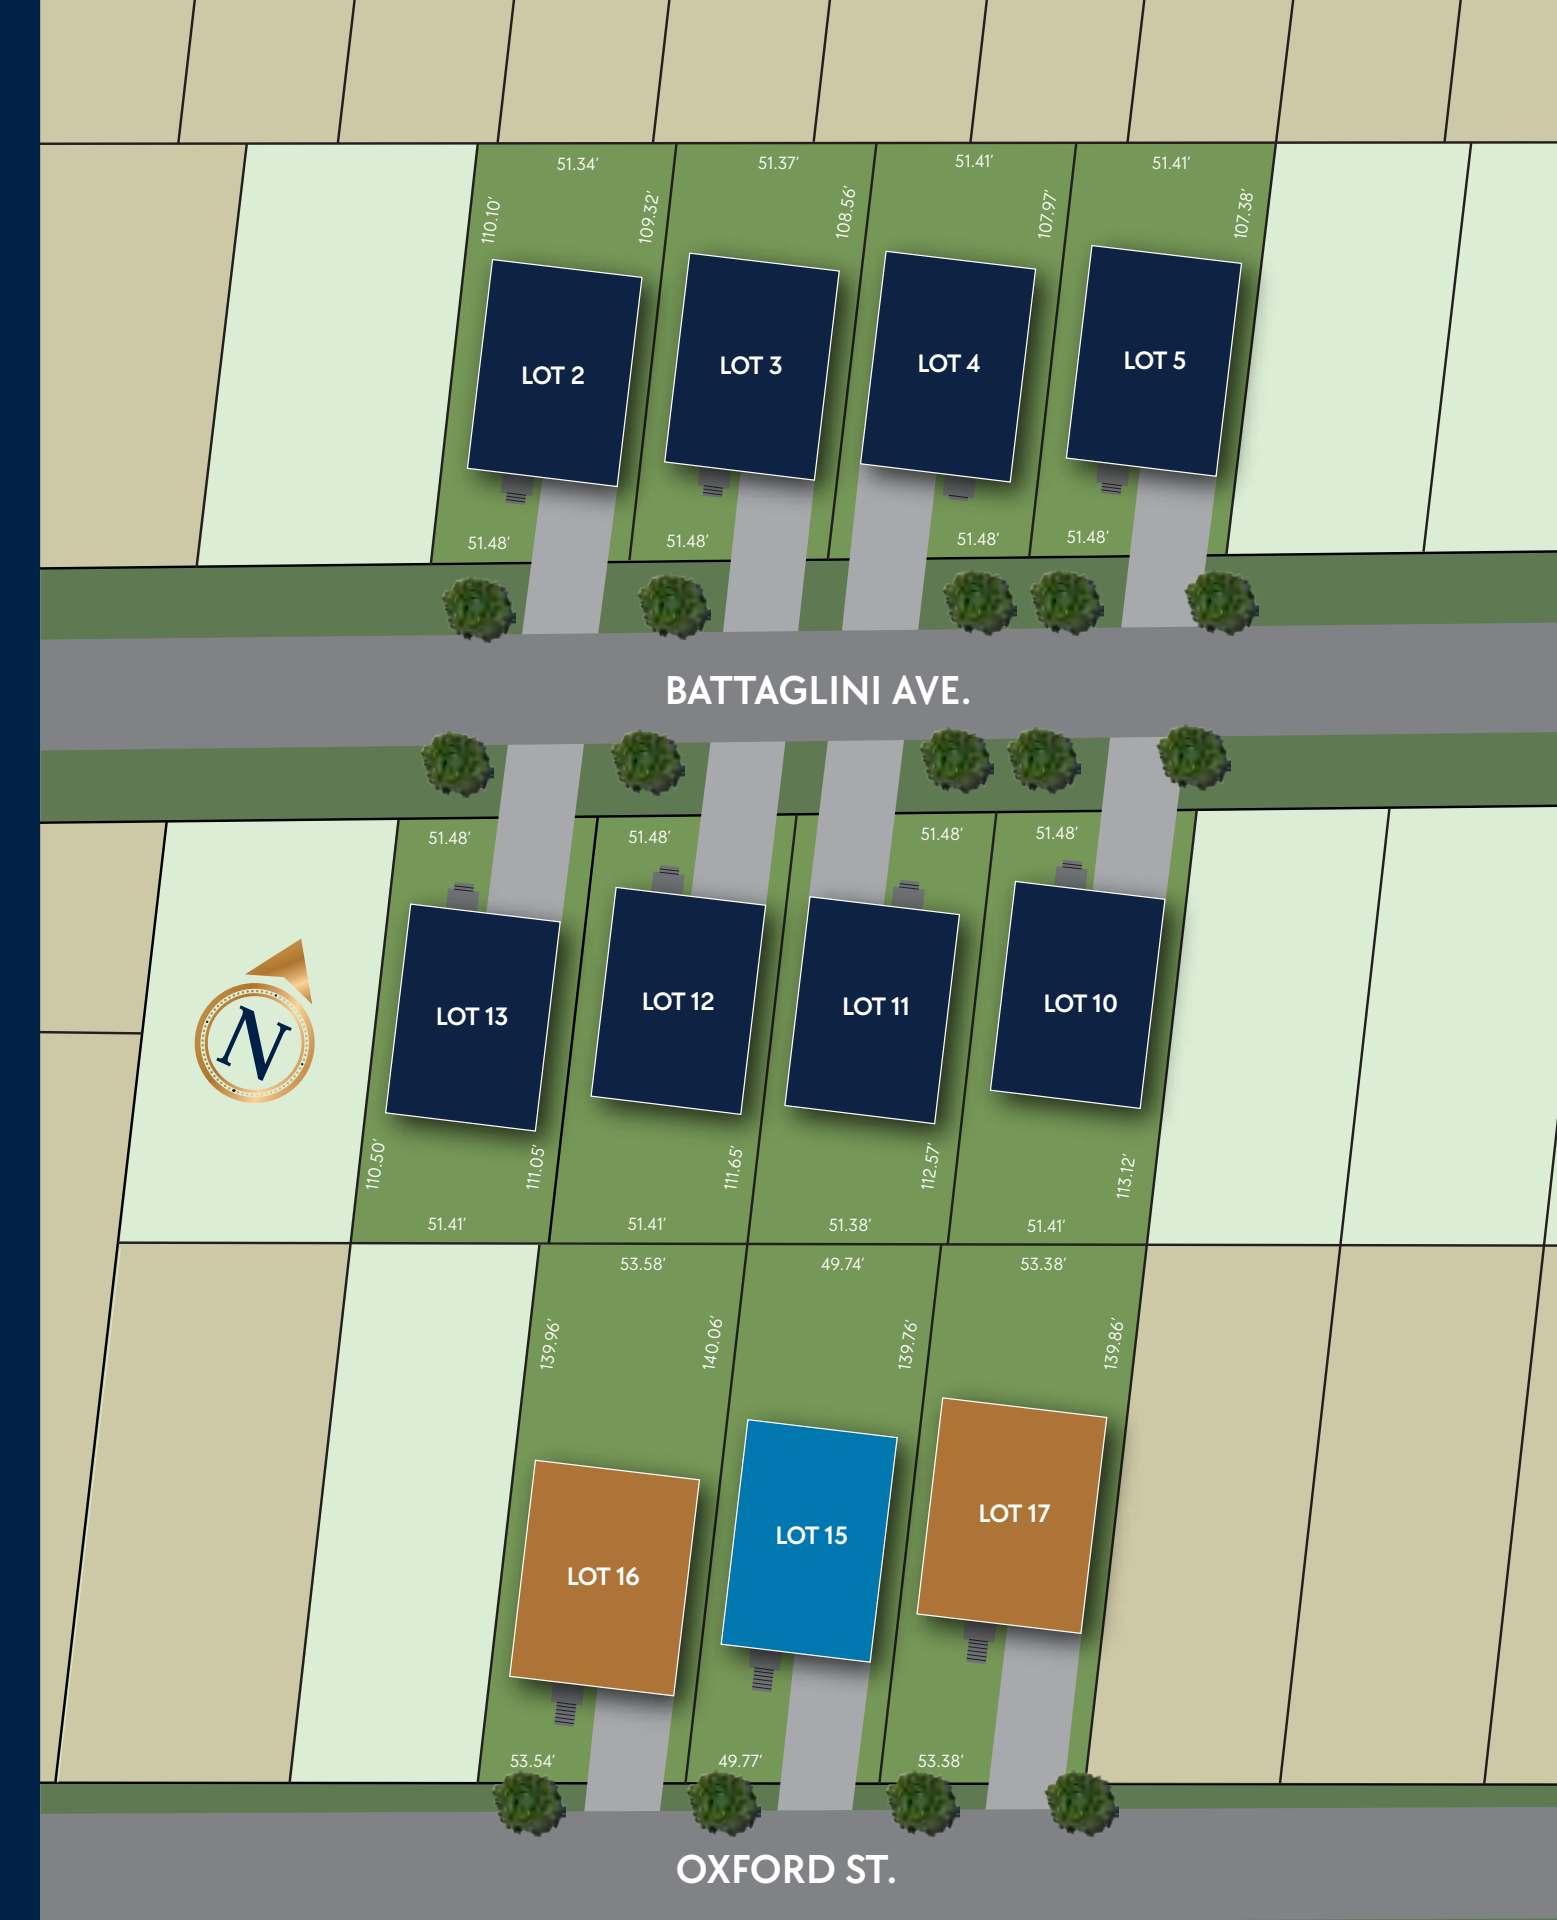 51.34' 51.37' 51.41' 51.41'
110.10' 109.32' 108.56' 107.97' 107.38'
LOT 2 LOT 3 LOT 4 LOT 5
51.48' 51.48' 51.48' 51.48'
BATTAGLINI AVE.
51.48' 51.48' 51.48' 51.48'
N
LOT 13 LOT 12 LOT 11 LOT 10
110.50' 111.05' 111.65' 112.57' 113.12'
51.41' 51.41' 51.38' 51.41'
53.58' 49.74' 53.38'
139.96' 140.06' 139.76' 139.86'
LOT 16 LOT 15 LOT 17
53.54' 49.77' 53.38'
OXFORD ST.